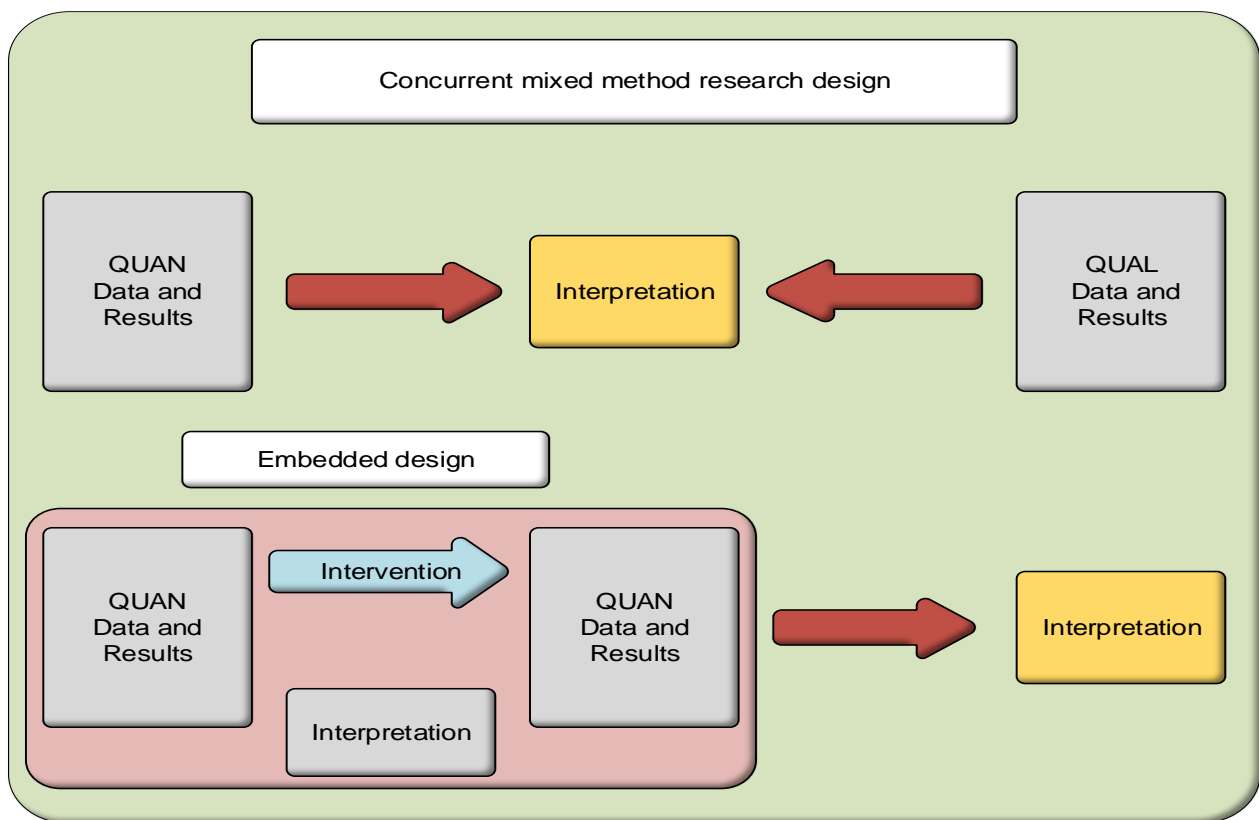 Concurrent mixed method research design
QUAN
Data and
Results
Interpretation
QUAL
Data and
Results
Embedded design
QUAN
Data and
Results
Intervention
QUAN
Data and
Results
Interpretation
Interpretation